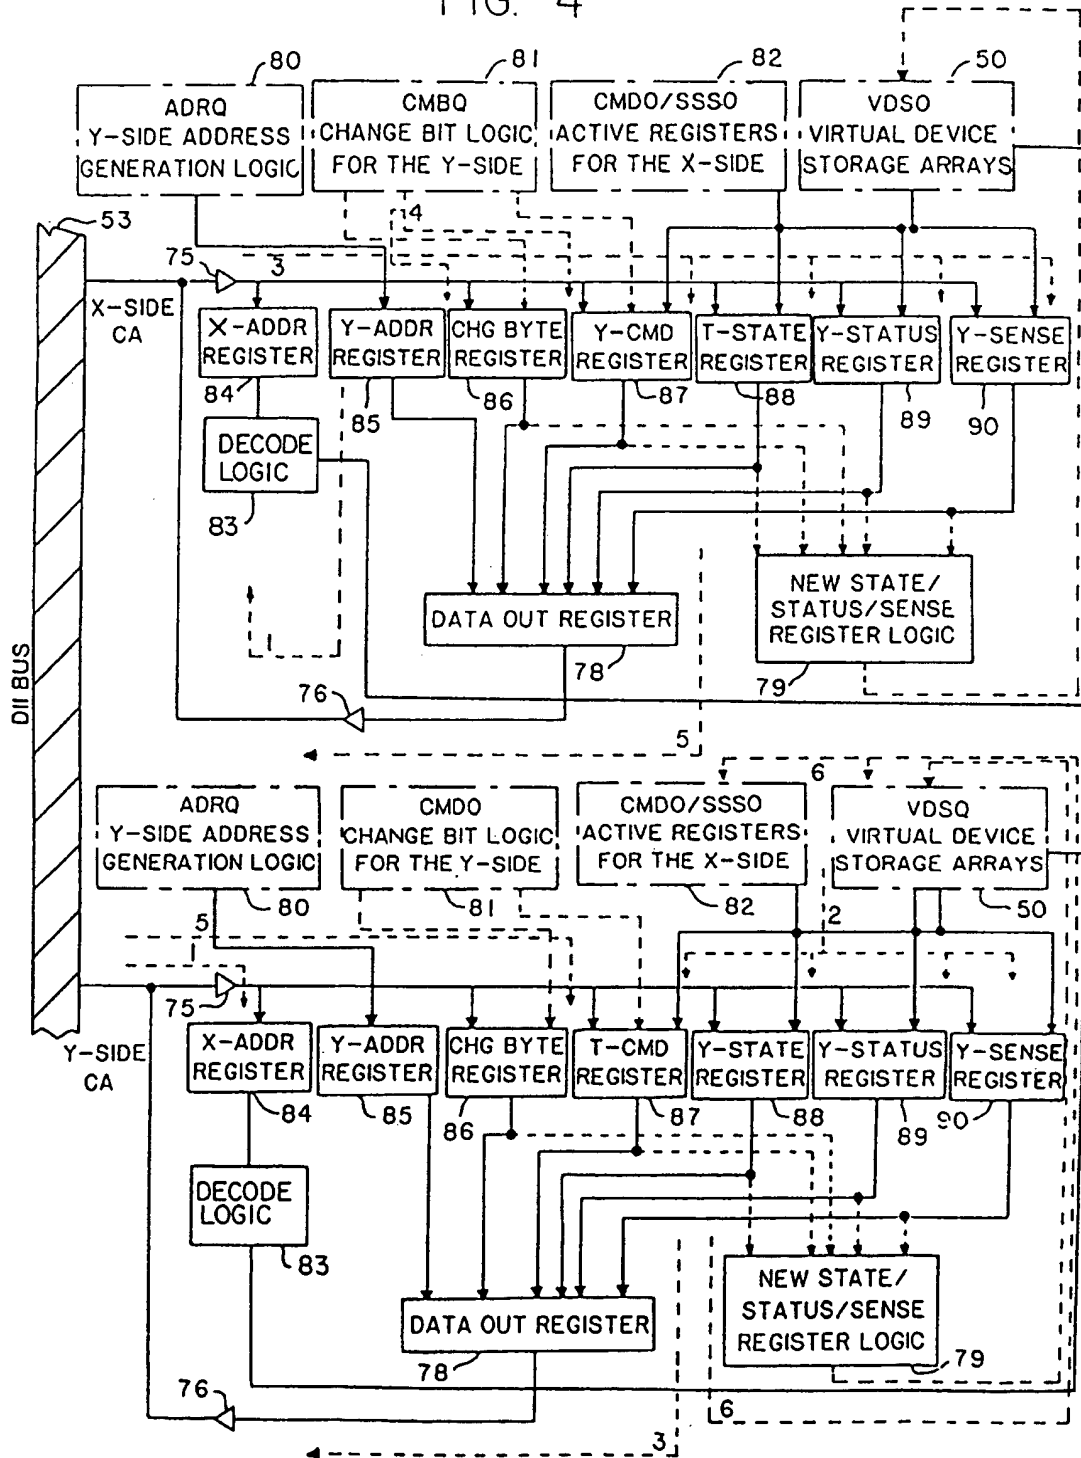 FIG. 4
80
81
82
50
ADRQ
Y-SIDE ADDRESS
GENERATION LOGIC
CMBQ
CHANGE BIT LOGIC
FOR THE Y-SIDE
CMDO/SSSO
ACTIVE REGISTERS
FOR THE X-SIDE
VDSO
VIRTUAL DEVICE
STORAGE ARRAYS
53
4
75
3
X-SIDE
CA
X-ADDR
REGISTER
84
Y-ADDR
REGISTER
85
CHG BYTE
REGISTER
86
Y-CMD
REGISTER
87
T-STATE
REGISTER
88
Y-STATUS
REGISTER
89
Y-SENSE
REGISTER
90
DECODE
LOGIC
83
DII BUS
1
DATA OUT REGISTER
78
NEW STATE/
STATUS/SENSE
REGISTER LOGIC
79
76
5
6
ADRQ
Y-SIDE ADDRESS
GENERATION LOGIC
80
CMDO
CHANGE BIT LOGIC
FOR THE Y-SIDE
81
CMDO/SSSO
ACTIVE REGISTERS
FOR THE X-SIDE
82
VDSQ
VIRTUAL DEVICE
STORAGE ARRAYS
50
2
5
1
75
Y-SIDE
CA
X-ADDR
REGISTER
84
Y-ADDR
REGISTER
85
CHG BYTE
REGISTER
86
T-CMD
REGISTER
87
Y-STATE
REGISTER
88
Y-STATUS
REGISTER
89
Y-SENSE
REGISTER
90
DECODE
LOGIC
83
DATA OUT REGISTER
78
NEW STATE/
STATUS/SENSE
REGISTER LOGIC
79
76
6
3